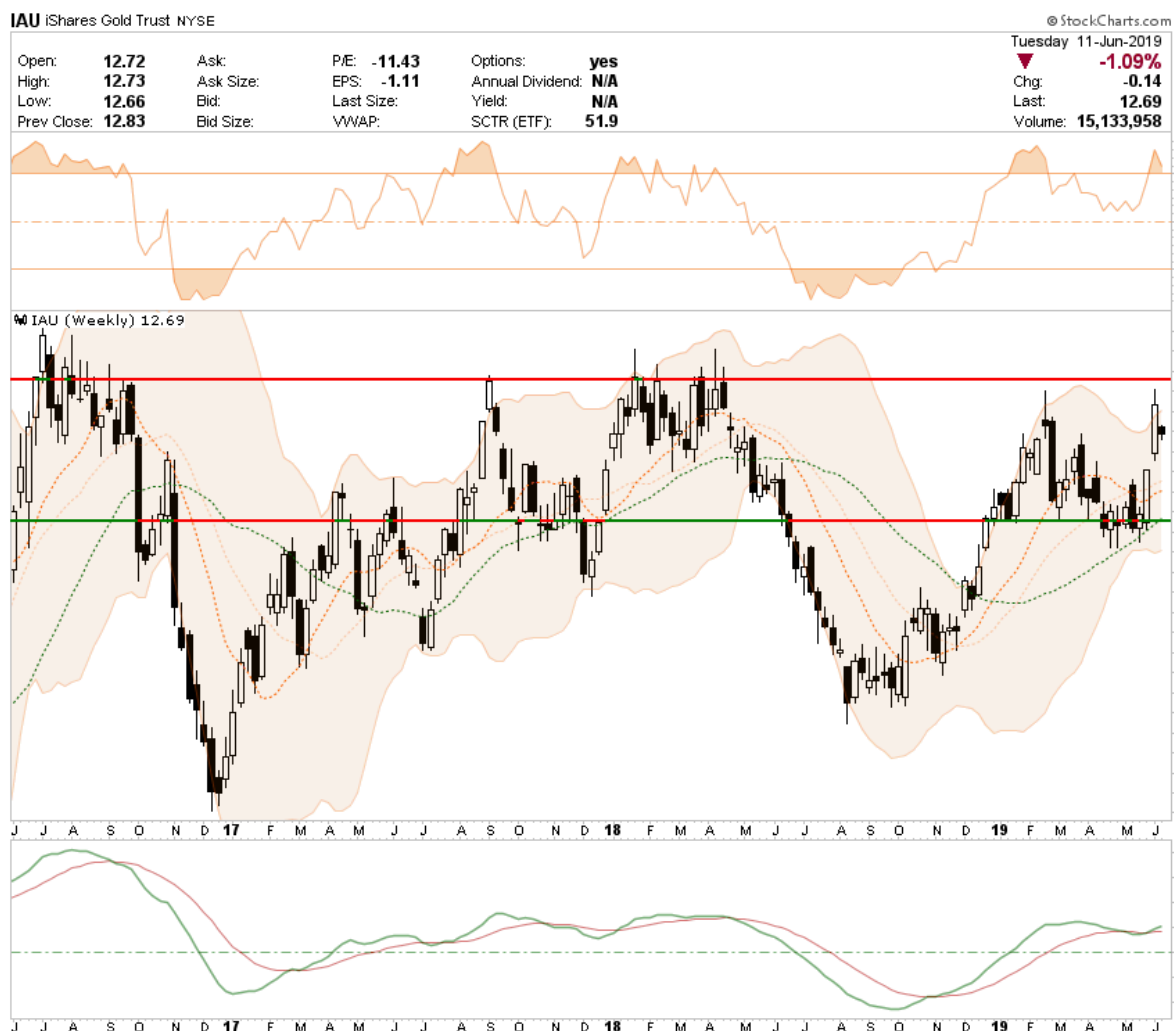 IAU iShares Gold Trust NYSE
© StockCharts.com
Tuesday 11-Jun-2019
Open: 12.72 Ask: P/E: -11.43 Options: yes ▼ -1.09%
High: 12.73 Ask Size: EPS: -1.11 Annual Dividend: N/A Chg: -0.14
Low: 12.66 Bid: Last Size: Yield: N/A Last: 12.69
Prev Close: 12.83 Bid Size: VWAP: SCTR (ETF): 51.9 Volume: 15,133,958
IAU (Weekly) 12.69
J J A S O N D 17 F M A M J J A S O N D 18 F M A M J J A S O N D 19 F M A M J
J J A S O N D 17 F M A M J J A S O N D 18 F M A M J J A S O N D 19 F M A M J